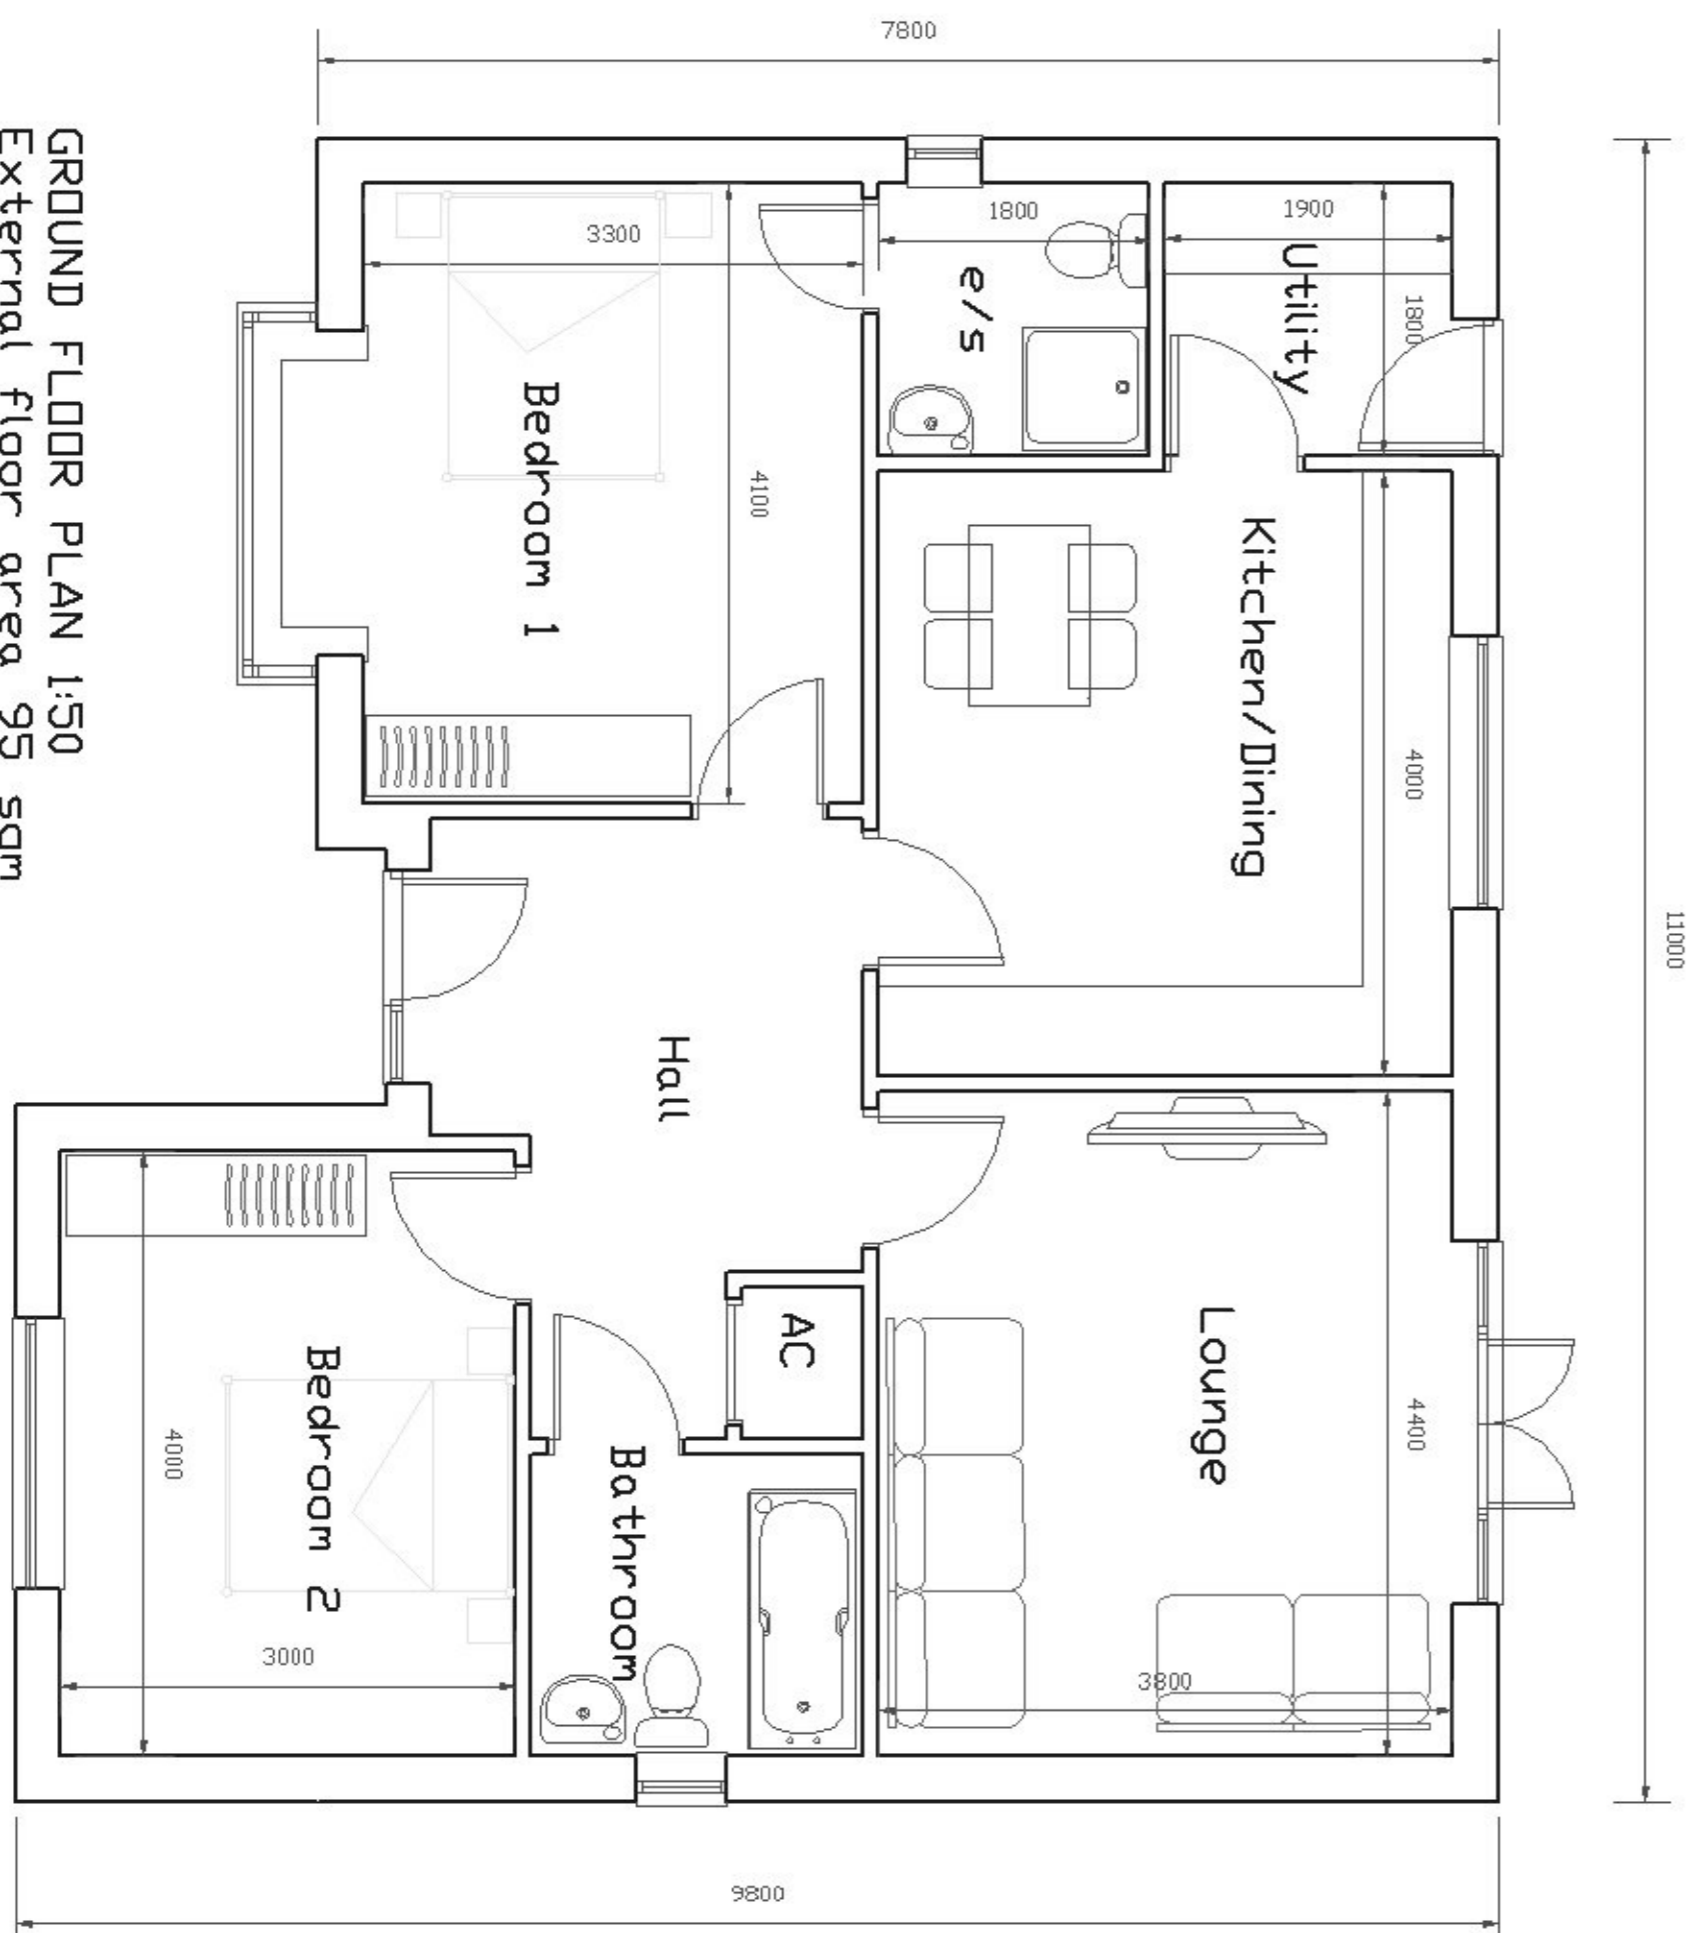 7800
1800
1900
3300
Utility
1800
e/s
Bedroom 1
4100
Kitchen/Dining
4000
11000
Hall
AC
Lounge
4400
Bedroom 2
4000
Bathroom
3000
3800
9800
GROUND FLOOR PLAN 1:50
External floor area 95 sqm